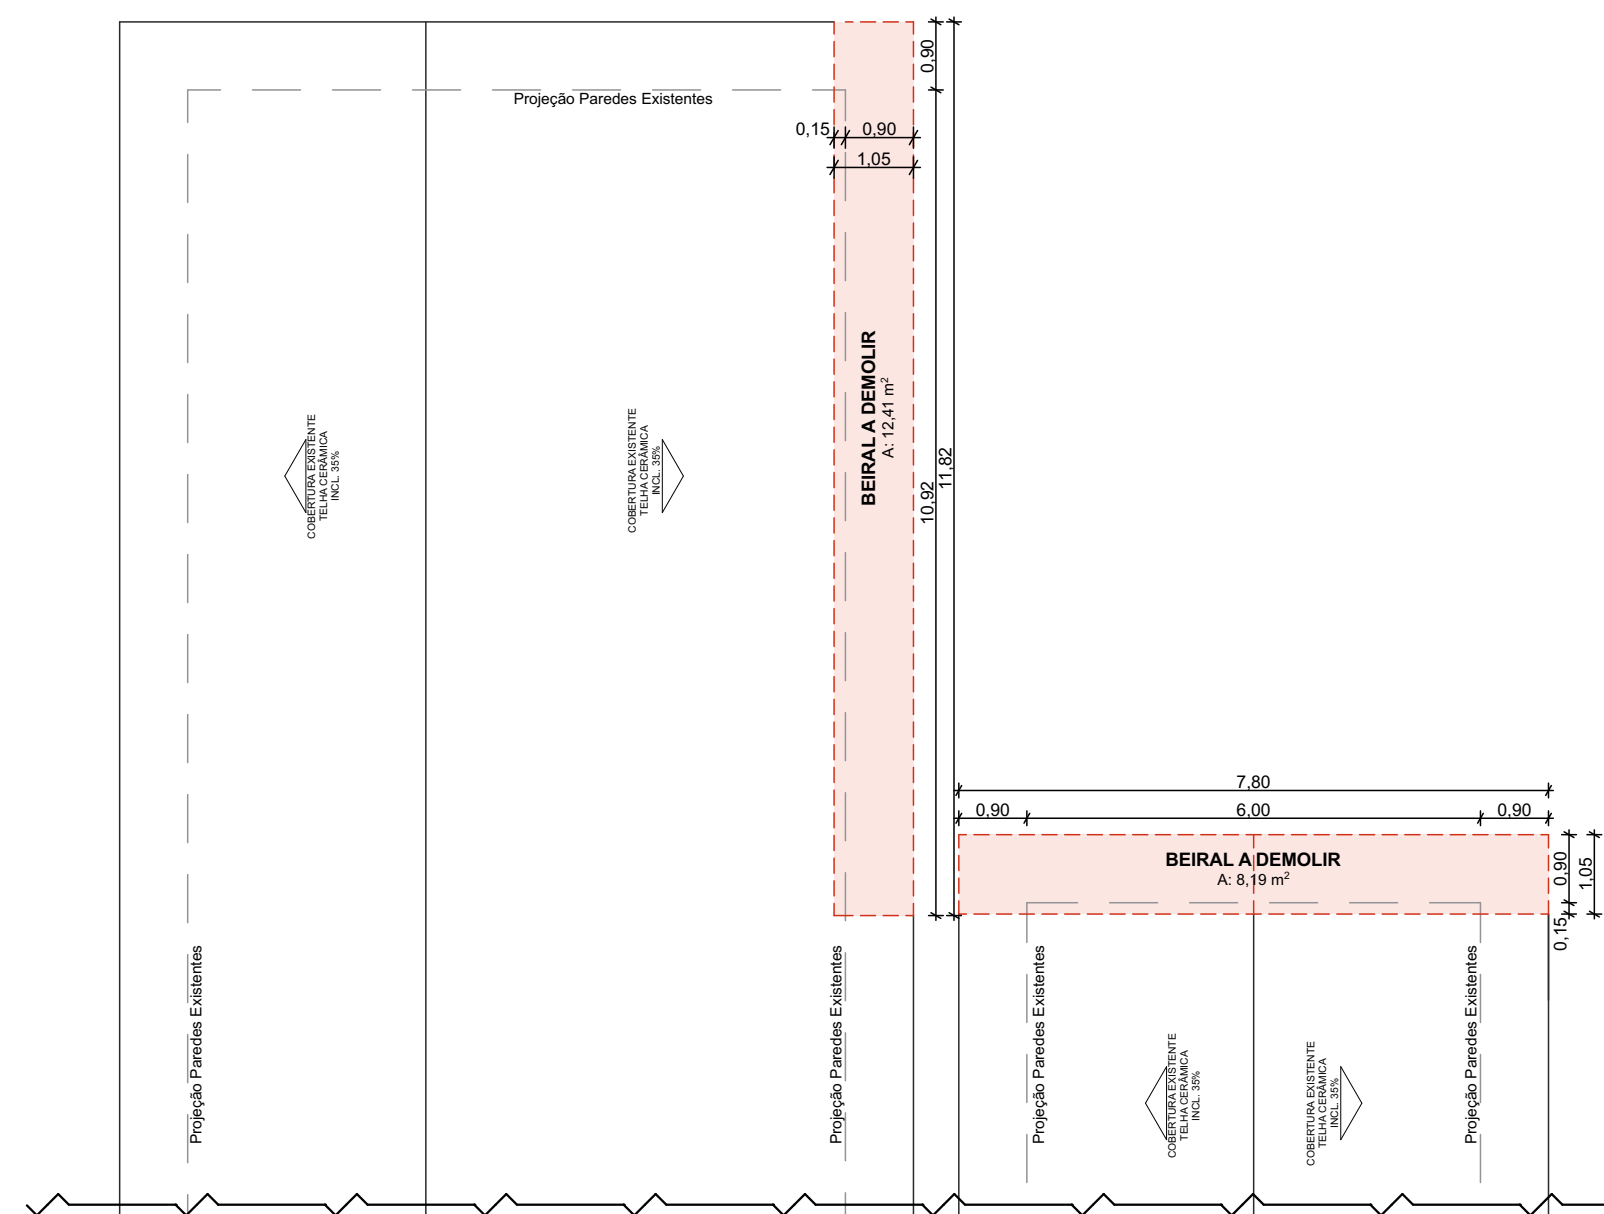 0,90
Projeção Paredes Existentes
0,15
0,90
1,05
BEIRAL A DEMOLIR
A: 12,41 m²
COBERTURA EXISTENTE
TELHA CERÂMICA
INCL. 35%
COBERTURA EXISTENTE
TELHA CERÂMICA
INCL. 35%
10,92
11,82
7,80
0,90
6,00
0,90
BEIRAL A DEMOLIR
A: 8,19 m²
0,90
1,05
0,15
Projeção Paredes Existentes
Projeção Paredes Existentes
Projeção Paredes Existentes
Projeção Paredes Existentes
COBERTURA EXISTENTE
TELHA CERÂMICA
INCL. 35%
COBERTURA EXISTENTE
TELHA CERÂMICA
INCL. 35%